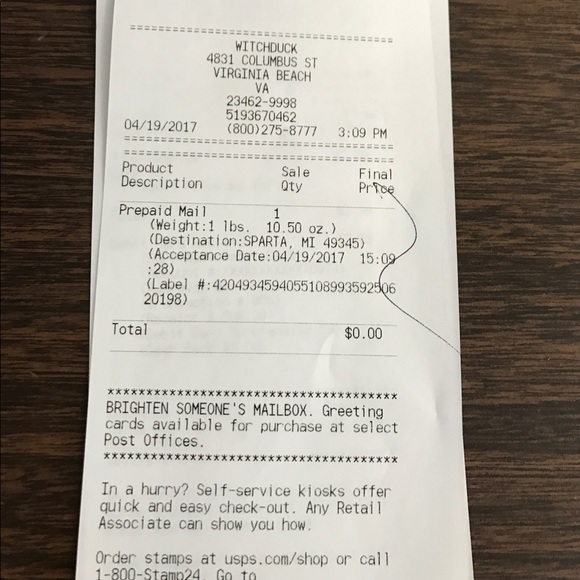 WITCHDUCK
4831 COLUMBUS ST
VIRGINIA BEACH
VA
23462-9998
5193670462
04/19/2017 (800)275-8777 3:09 PM
Product Sale Final
Description Qty Price
Prepaid Mail 1
(Weight:1 lbs. 10.50 oz.)
(Destination:SPARTA, MI 49345)
(Acceptance Date:04/19/2017 15:09
:28)
(Label #:4204934594055108993592506
20198)
Total $0.00
****************************************
BRIGHTEN SOMEONE'S MAILBOX. Greeting
cards available for purchase at select
Post Offices.
****************************************
In a hurry? Self-service kiosks offer
quick and easy check-out. Any Retail
Associate can show you how.
Order stamps at usps.com/shop or call
1-800-Stamp24. Go to